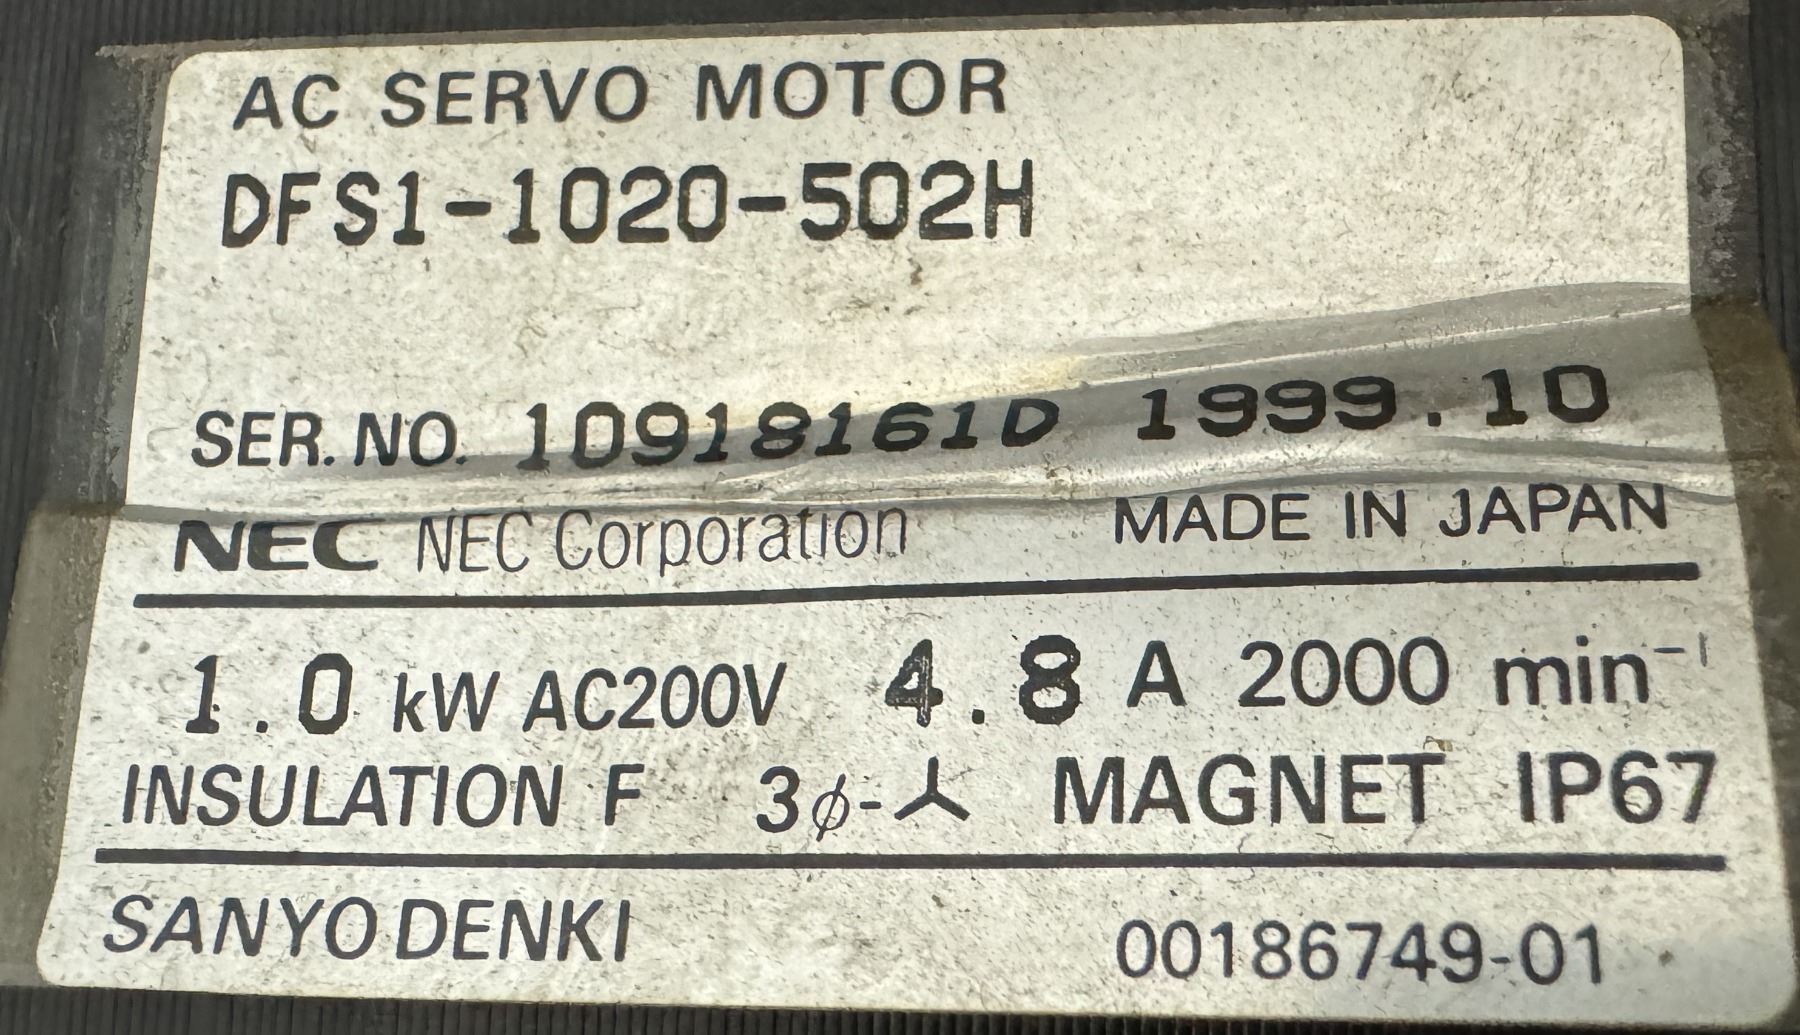 AC SERVO MOTOR
DFS1-1020-502H
SER. NO. 10918161D 1999.10
NEC NEC Corporation MADE IN JAPAN
1.0 kW AC200V 4.8 A 2000 min⁻¹
INSULATION F 3ϕ-⅄ MAGNET IP67
SANYO DENKI 00186749-01